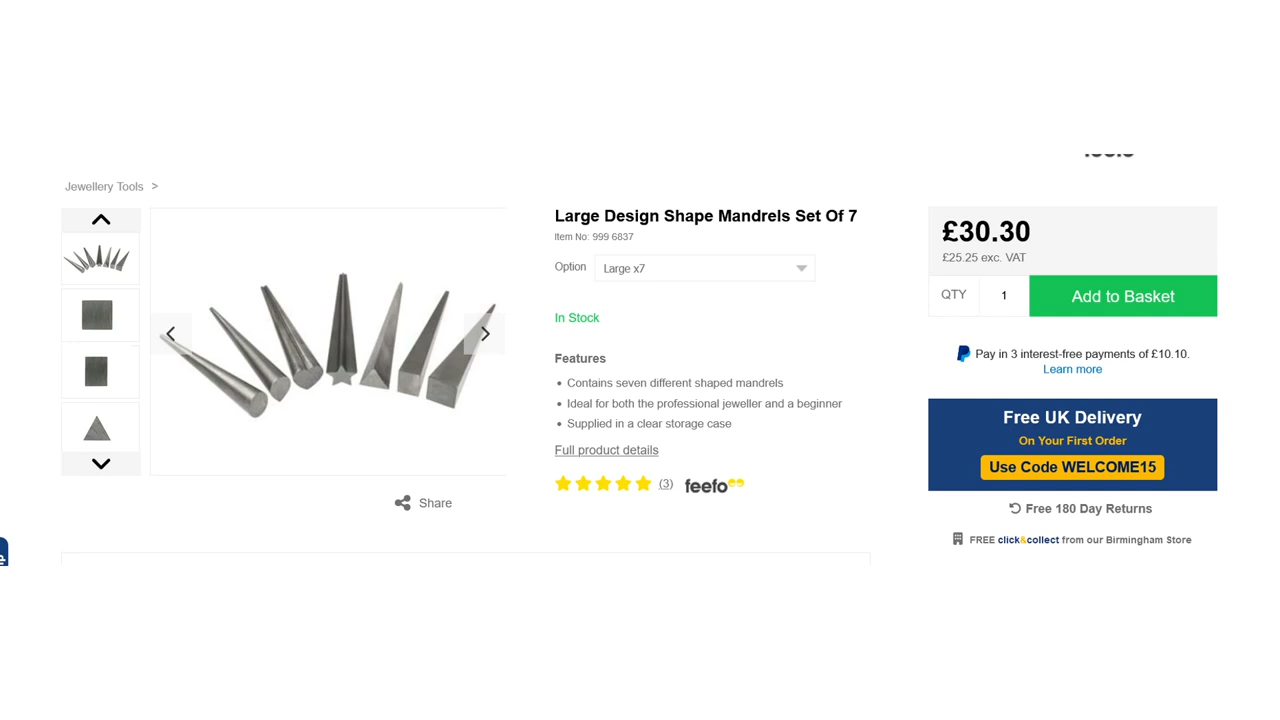 Jewellery Tools >
Large Design Shape Mandrels Set Of 7
Item No: 999 6837
Option
Large x7
In Stock
Features
• Contains seven different shaped mandrels
• Ideal for both the professional jeweller and a beginner
• Supplied in a clear storage case
Full product details
(3) feefo
Share
£30.30
£25.25 exc. VAT
QTY
1
Add to Basket
Pay in 3 interest-free payments of £10.10.
Learn more
Free UK Delivery
On Your First Order
Use Code WELCOME15
Free 180 Day Returns
FREE click&collect from our Birmingham Store